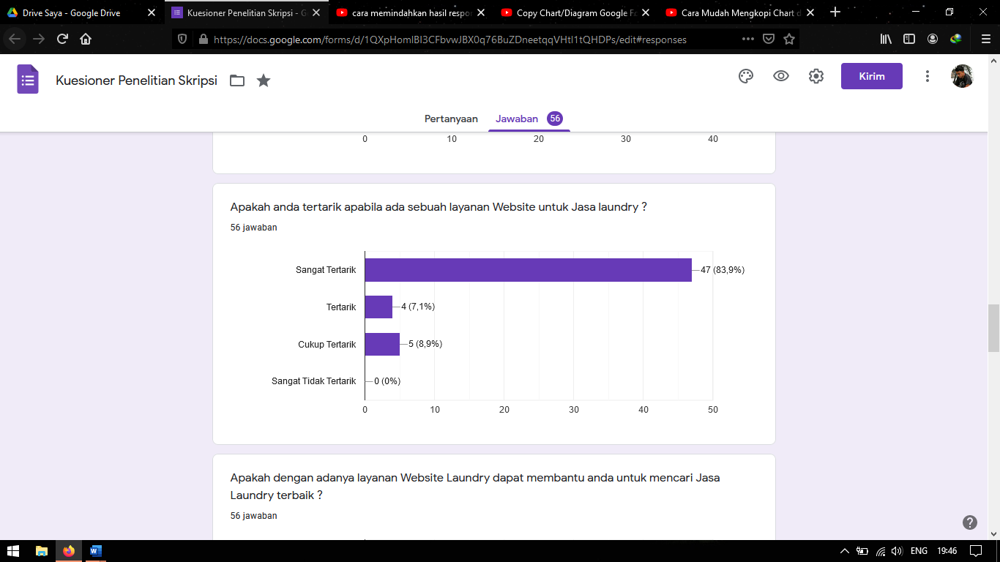 Drive Saya - Google Drive
Kuesioner Penelitian Skripsi - G
cara memindahkan hasil respo
Copy Chart/Diagram Google Fo
Cara Mudah Mengkopi Chart d
https://docs.google.com/forms/d/1QXpHomIBI3CFbvwJBX0q76BuZDneetqqVHtl1tQHDPs/edit#responses
Kuesioner Penelitian Skripsi
Kirim
Pertanyaan
Jawaban 56
0 10 20 30 40
Apakah anda tertarik apabila ada sebuah layanan Website untuk Jasa laundry ?
56 jawaban
Sangat Tertarik 47 (83,9%)
Tertarik 4 (7,1%)
Cukup Tertarik 5 (8,9%)
Sangat Tidak Tertarik 0 (0%)
0 10 20 30 40 50
Apakah dengan adanya layanan Website Laundry dapat membantu anda untuk mencari Jasa
Laundry terbaik ?
56 jawaban
ENG 19:46